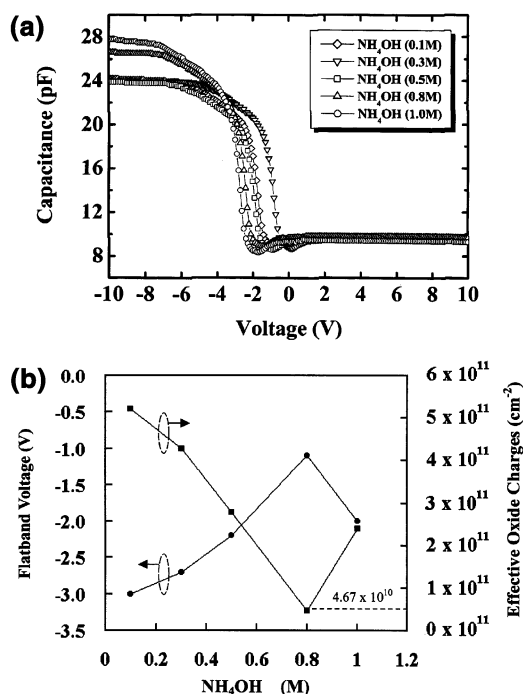 (a)
28
24
20
16
12
8
Capacitance (pF)
NH4OH (0.1M)
NH4OH (0.3M)
NH4OH (0.5M)
NH4OH (0.8M)
NH4OH (1.0M)
-10 -8 -6 -4 -2 0 2 4 6 8 10
Voltage (V)
(b)
0.0
-0.5
-1.0
-1.5
-2.0
-2.5
-3.0
-3.5
Flatband Voltage (V)
6 x 10^11
5 x 10^11
4 x 10^11
3 x 10^11
2 x 10^11
1 x 10^11
0 x 10^11
Effective Oxide Charges (cm^-2)
4.67 x 10^10
0 0.2 0.4 0.6 0.8 1 1.2
NH4OH (M)